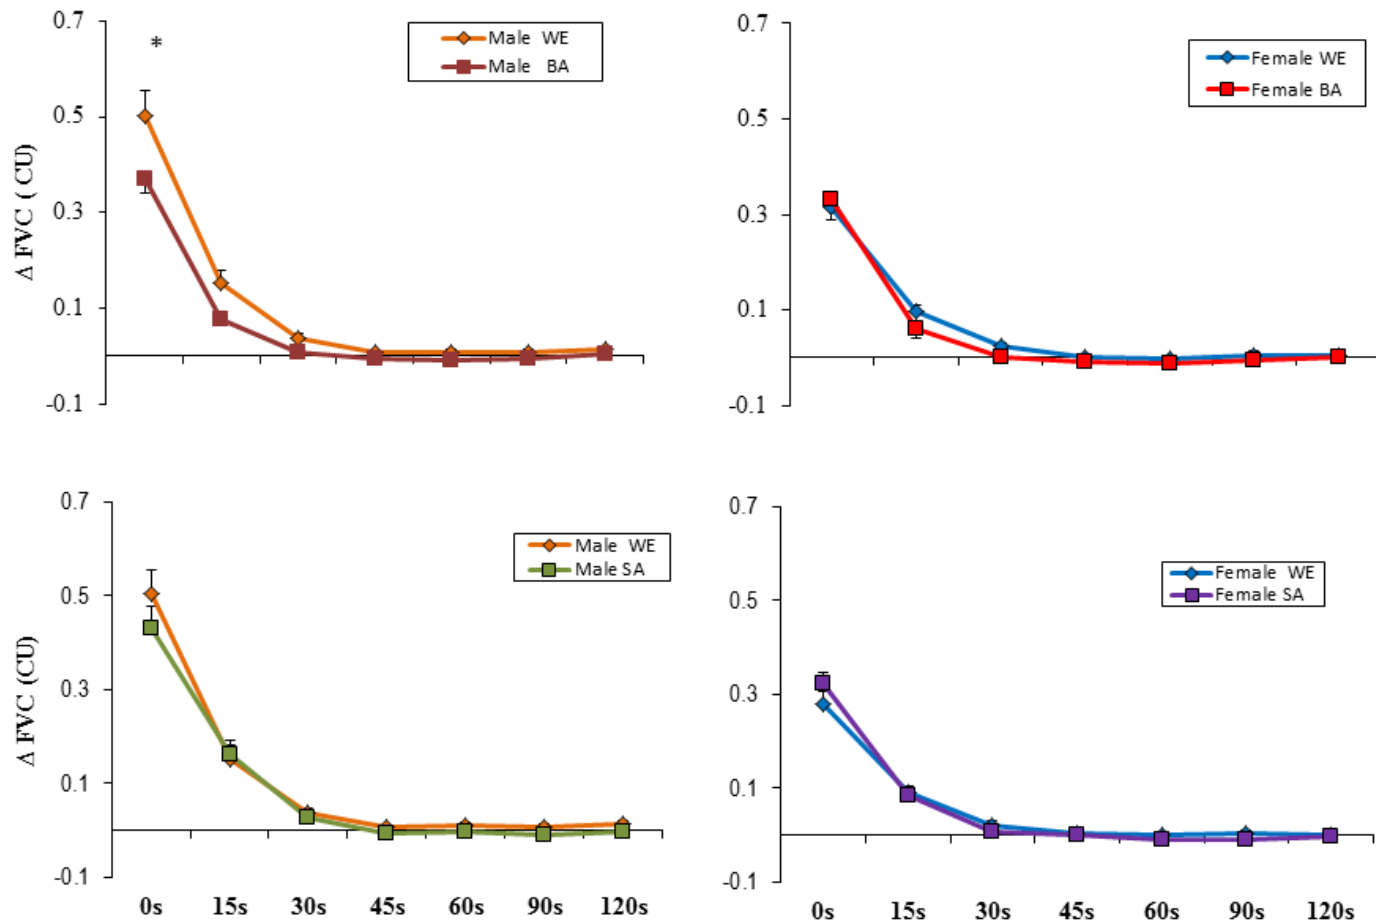 0.7
0.5
0.3
0.1
-0.1
Δ FVC ( CU)
*
Male WE
Male BA
0.7
0.5
0.3
0.1
-0.1
Female WE
Female BA
0.7
0.5
0.3
0.1
-0.1
Δ FVC (CU)
Male WE
Male SA
0s 15s 30s 45s 60s 90s 120s
0.7
0.5
0.3
0.1
-0.1
Female WE
Female SA
0s 15s 30s 45s 60s 90s 120s